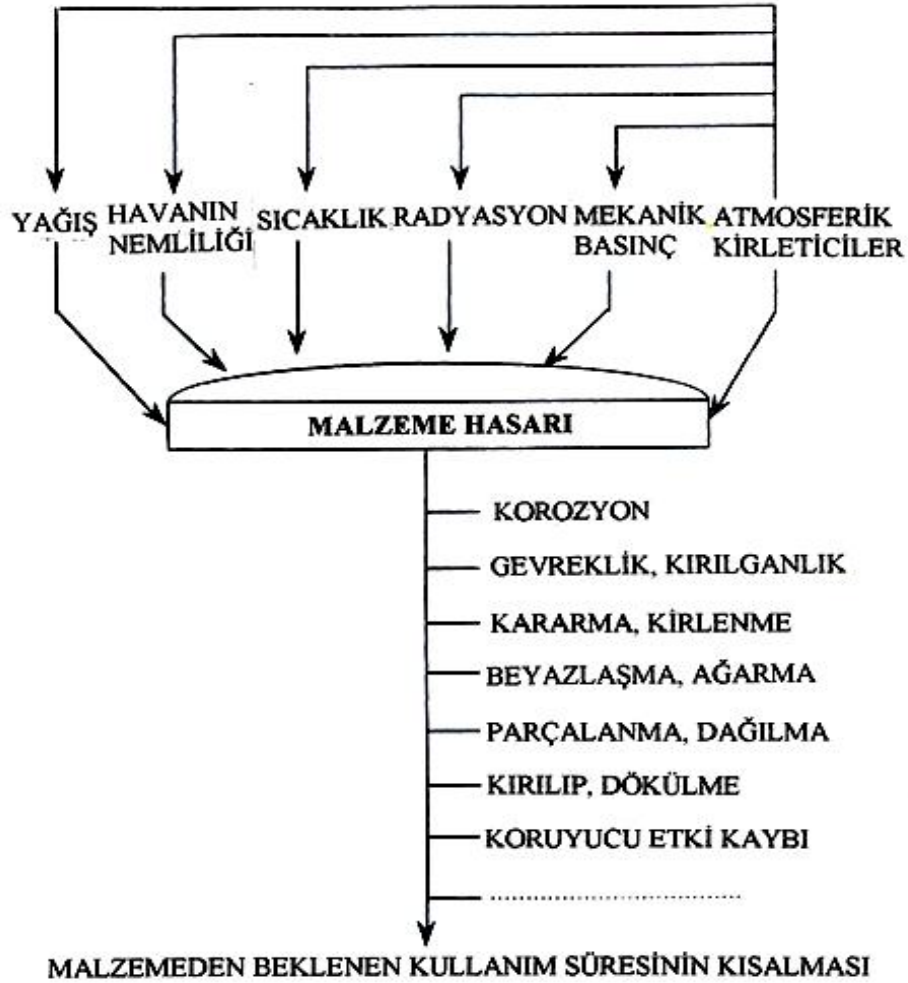 YAĞIŞ
HAVANIN
NEMLİLİĞİ
SICAKLIK
RADYASYON
MEKANİK
BASINÇ
ATMOSFERİK
KİRLETİCİLER
MALZEME HASARI
KOROZYON
GEVREKLİK, KIRILGANLIK
KARARMA, KİRLENME
BEYAZLAŞMA, AĞARMA
PARÇALANMA, DAĞILMA
KIRILIP, DÖKÜLME
KORUYUCU ETKİ KAYBI
........................................
MALZEMEDEN BEKLENEN KULLANIM SÜRESİNİN KISALMASI